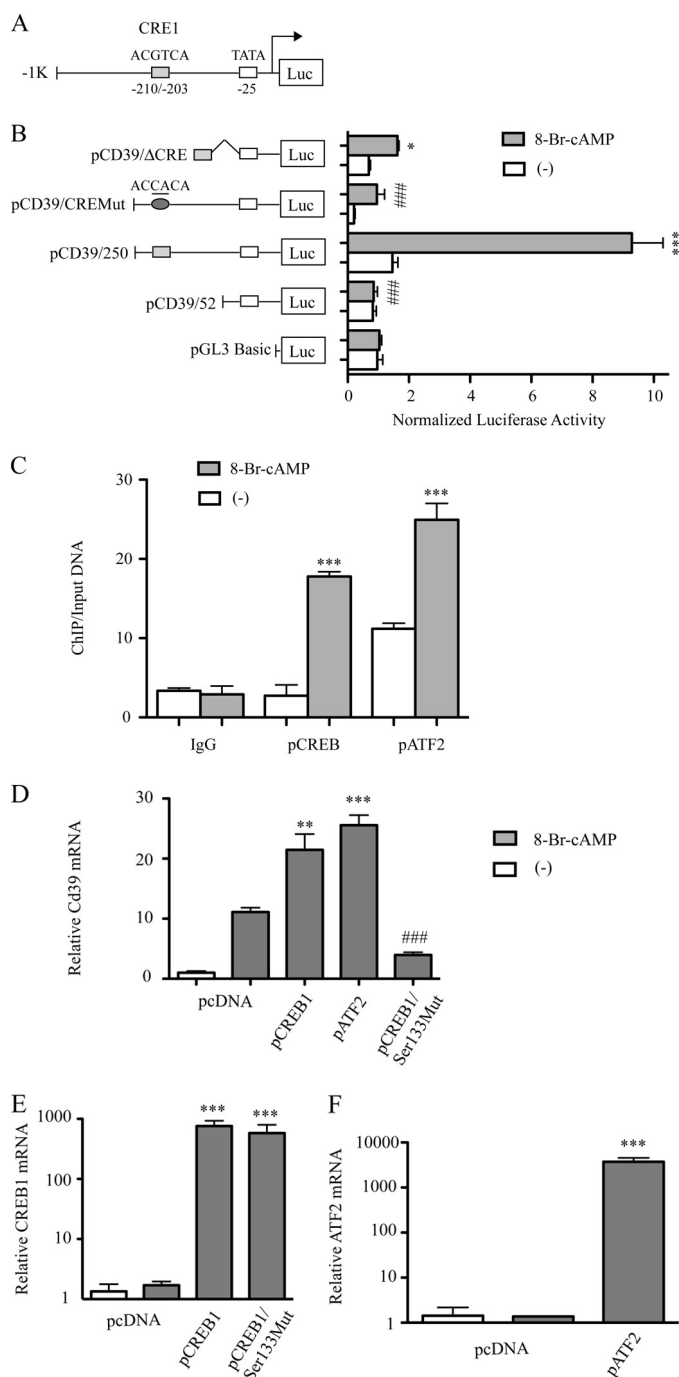 A
CRE1
ACGTCA TATA
-1K Luc
-210/-203 -25
B
8-Br-cAMP
(-)
pCD39/ΔCRE Luc *
ACCACA
pCD39/CREMut Luc ###
pCD39/250 Luc ***
pCD39/52 Luc ###
pGL3 Basic Luc
0 2 4 6 8 10
Normalized Luciferase Activity
C
8-Br-cAMP
(-)
ChIP/Input DNA
30
20
10
0
***
***
IgG pCREB pATF2
D
Relative Cd39 mRNA
30
20
10
0
**
***
###
8-Br-cAMP
(-)
pcDNA
pCREB1
pATF2
pCREB1/
Ser133Mut
E
Relative CREB1 mRNA
1000
100
10
1
***
***
pcDNA
pCREB1
pCREB1/
Ser133Mut
F
Relative ATF2 mRNA
10000
1000
100
10
1
***
pcDNA
pATF2